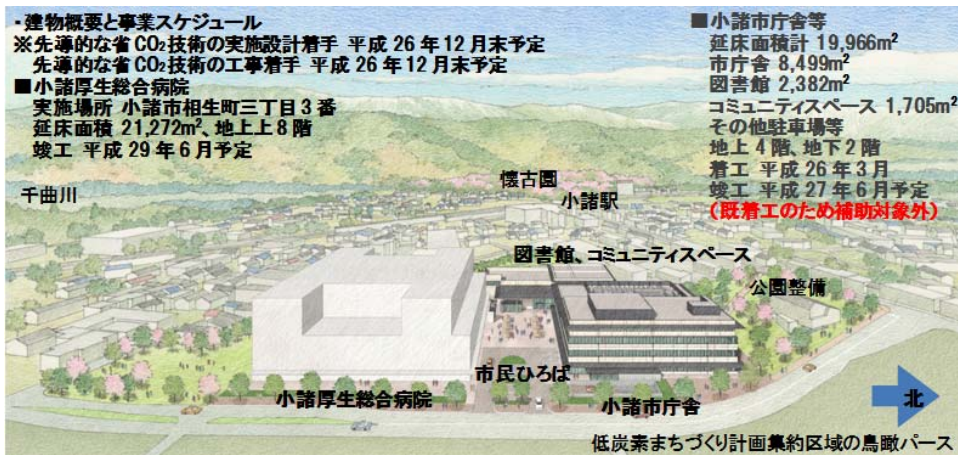 ・建物概要と事業スケジュール
※先導的な省CO₂技術の実施設計着手 平成26年12月末予定
先導的な省CO₂技術の工事着手 平成26年12月末予定
■小諸厚生総合病院
実施場所 小諸市相生町三丁目3番
延床面積 21,272m²、地上上8階
竣工 平成29年6月予定
■小諸市庁舎等
延床面積計 19,966m²
市庁舎 8,499m²
図書館 2,382m²
コミュニティスペース 1,705m²
その他駐車場等
地上4階、地下2階
着工 平成26年3月
竣工 平成27年6月予定
(既着工のため補助対象外)
千曲川
懐古園
小諸駅
図書館、コミュニティスペース
公園整備
市民ひろば
小諸厚生総合病院
小諸市庁舎
北
低炭素まちづくり計画集約区域の鳥瞰パース